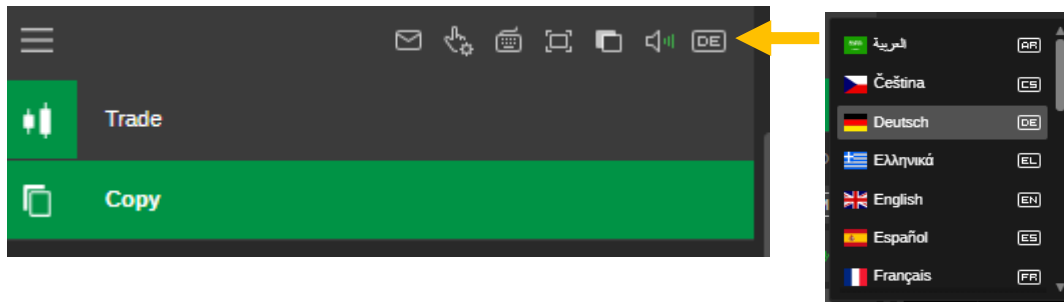 DE
Trade
Copy
العربية AR
Čeština CS
Deutsch DE
Ελληνικά EL
English EN
Español ES
Français FR